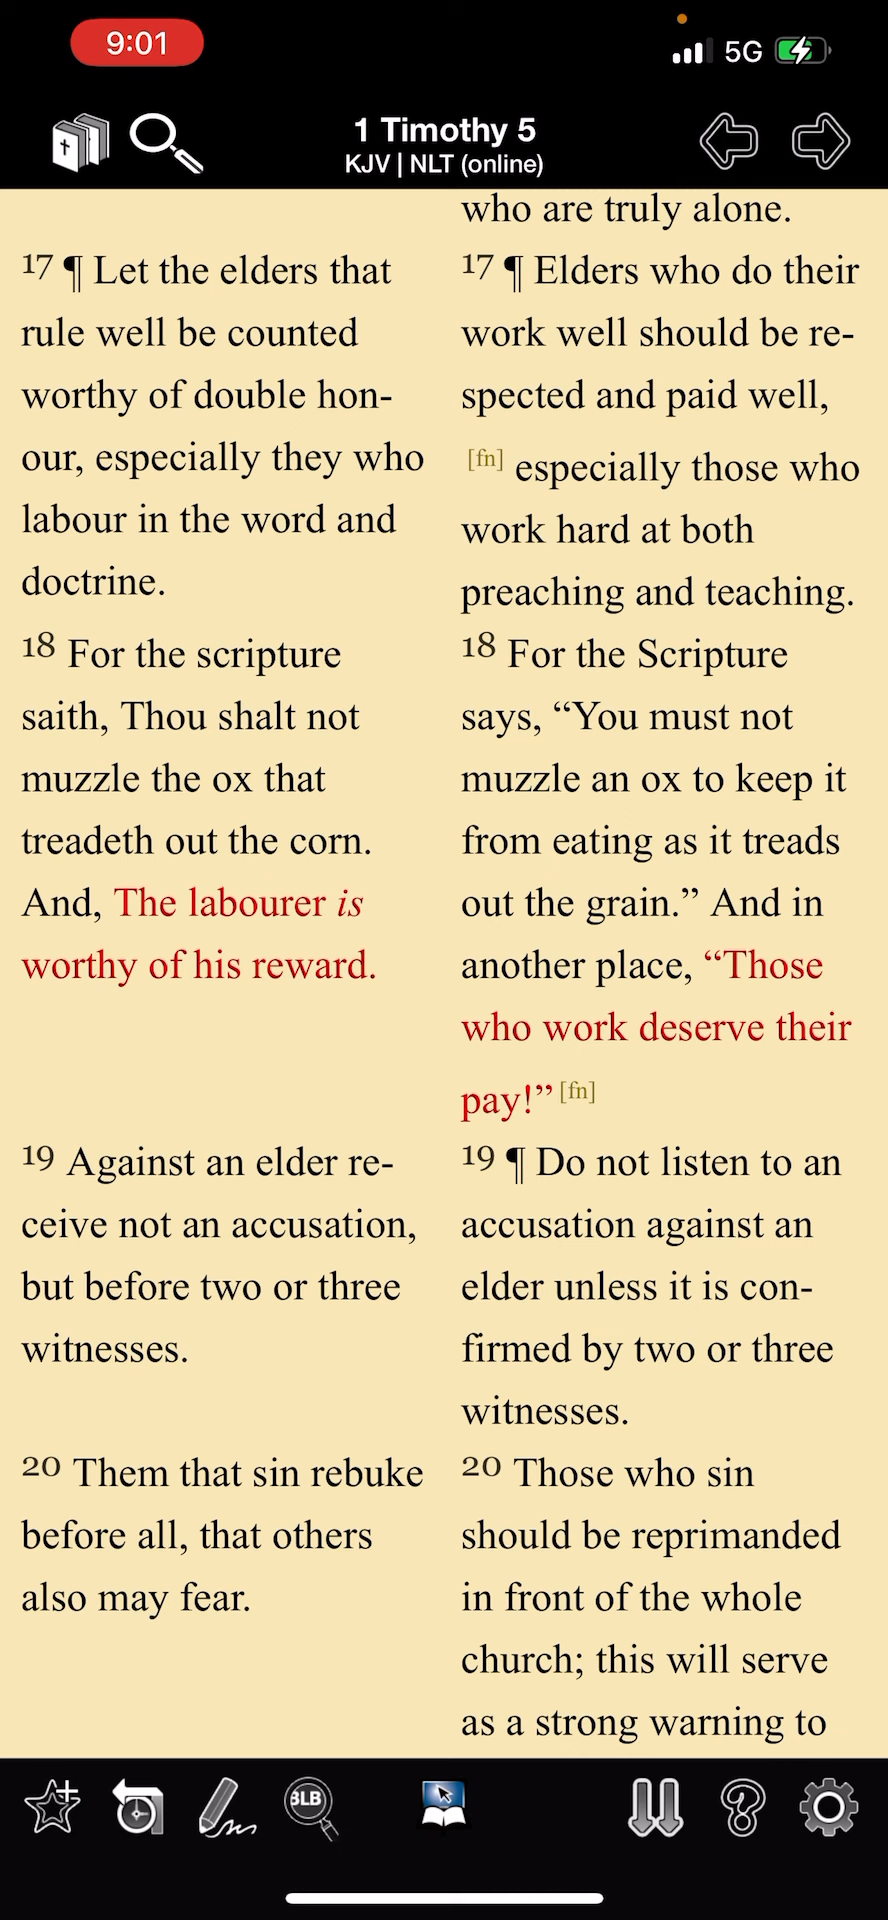 9:01
5G
1 Timothy 5
KJV | NLT (online)
17 ¶ Let the elders that
rule well be counted
worthy of double hon-
our, especially they who
labour in the word and
doctrine.
18 For the scripture
saith, Thou shalt not
muzzle the ox that
treadeth out the corn.
And, The labourer is
worthy of his reward.
19 Against an elder re-
ceive not an accusation,
but before two or three
witnesses.
20 Them that sin rebuke
before all, that others
also may fear.
who are truly alone.
17 ¶ Elders who do their
work well should be re-
spected and paid well,
[fn] especially those who
work hard at both
preaching and teaching.
18 For the Scripture
says, “You must not
muzzle an ox to keep it
from eating as it treads
out the grain.” And in
another place, “Those
who work deserve their
pay!” [fn]
19 ¶ Do not listen to an
accusation against an
elder unless it is con-
firmed by two or three
witnesses.
20 Those who sin
should be reprimanded
in front of the whole
church; this will serve
as a strong warning to
BLB